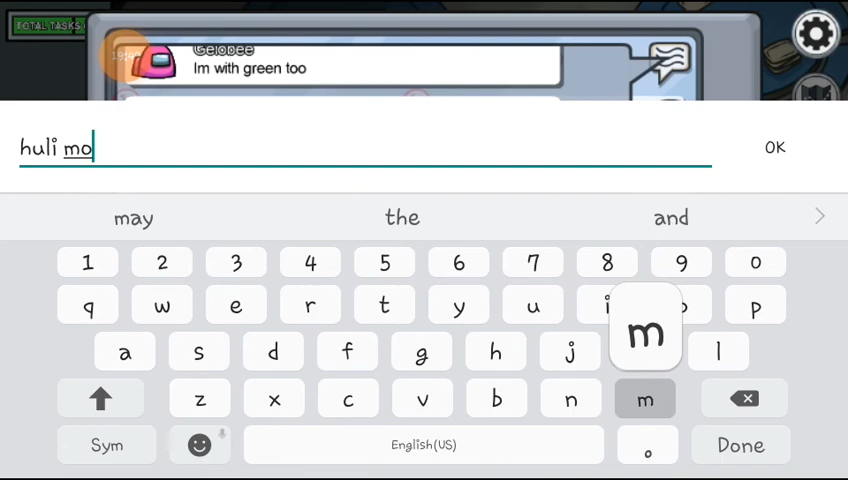 TOTAL TASKS
Gelobee
Im with green too
huli mo
OK
may the and
1 2 3 4 5 6 7 8 9 0
q w e r t y u i o p
a s d f g h j m l
z x c v b n m
Sym English(US) . Done